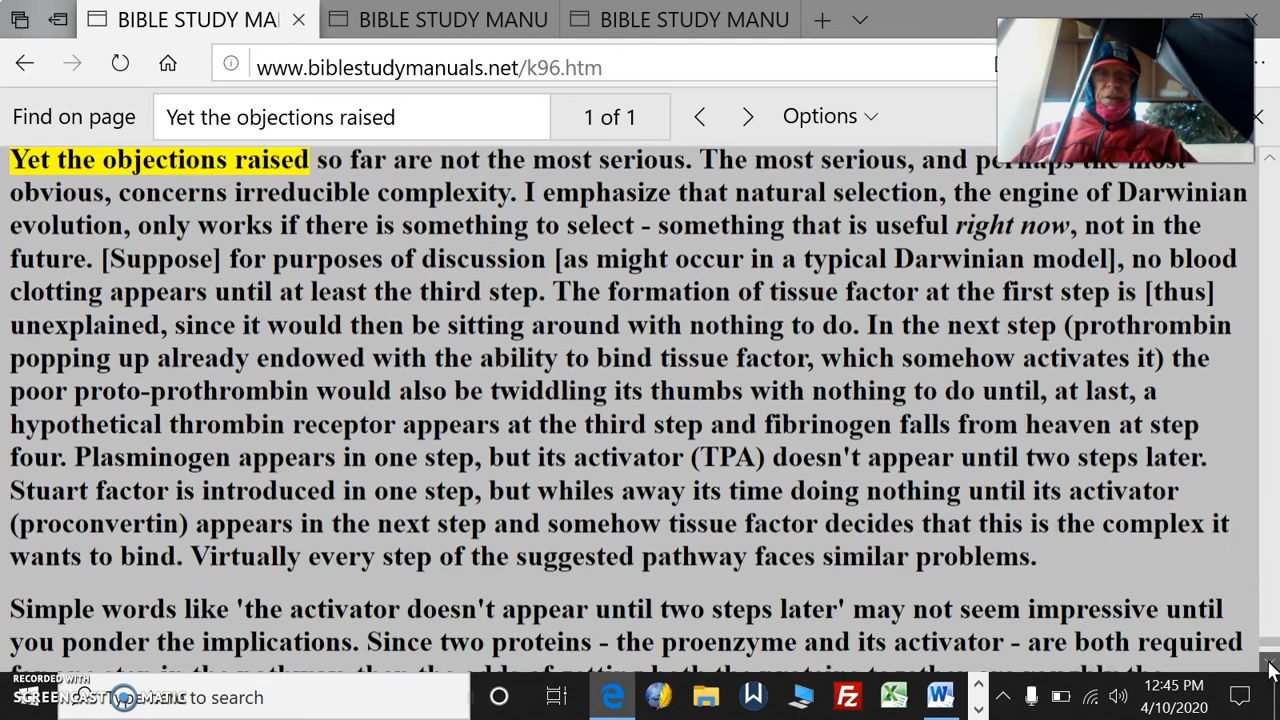 BIBLE STUDY MA
BIBLE STUDY MANU
BIBLE STUDY MANU
www.biblestudymanuals.net/k96.htm
Find on page
Yet the objections raised
1 of 1
Options
Yet the objections raised so far are not the most serious. The most serious, and perhaps the most
obvious, concerns irreducible complexity. I emphasize that natural selection, the engine of Darwinian
evolution, only works if there is something to select - something that is useful right now, not in the
future. [Suppose] for purposes of discussion [as might occur in a typical Darwinian model], no blood
clotting appears until at least the third step. The formation of tissue factor at the first step is [thus]
unexplained, since it would then be sitting around with nothing to do. In the next step (prothrombin
popping up already endowed with the ability to bind tissue factor, which somehow activates it) the
poor proto-prothrombin would also be twiddling its thumbs with nothing to do until, at last, a
hypothetical thrombin receptor appears at the third step and fibrinogen falls from heaven at step
four. Plasminogen appears in one step, but its activator (TPA) doesn't appear until two steps later.
Stuart factor is introduced in one step, but whiles away its time doing nothing until its activator
(proconvertin) appears in the next step and somehow tissue factor decides that this is the complex it
wants to bind. Virtually every step of the suggested pathway faces similar problems.
Simple words like 'the activator doesn't appear until two steps later' may not seem impressive until
you ponder the implications. Since two proteins - the proenzyme and its activator - are both required
RECORDED WITH
SCREENCAST MATIC
Type here to search
12:45 PM
4/10/2020